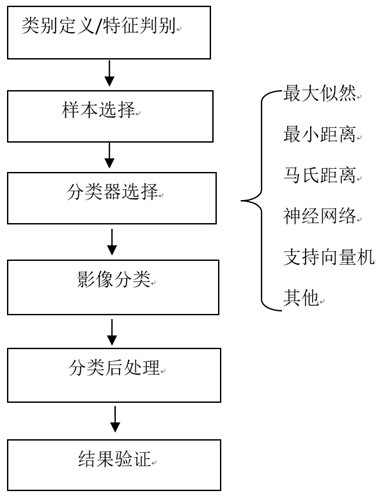 类别定义/特征判别
样本选择
分类器选择
影像分类
分类后处理
结果验证
最大似然
最小距离
马氏距离
神经网络
支持向量机
其他